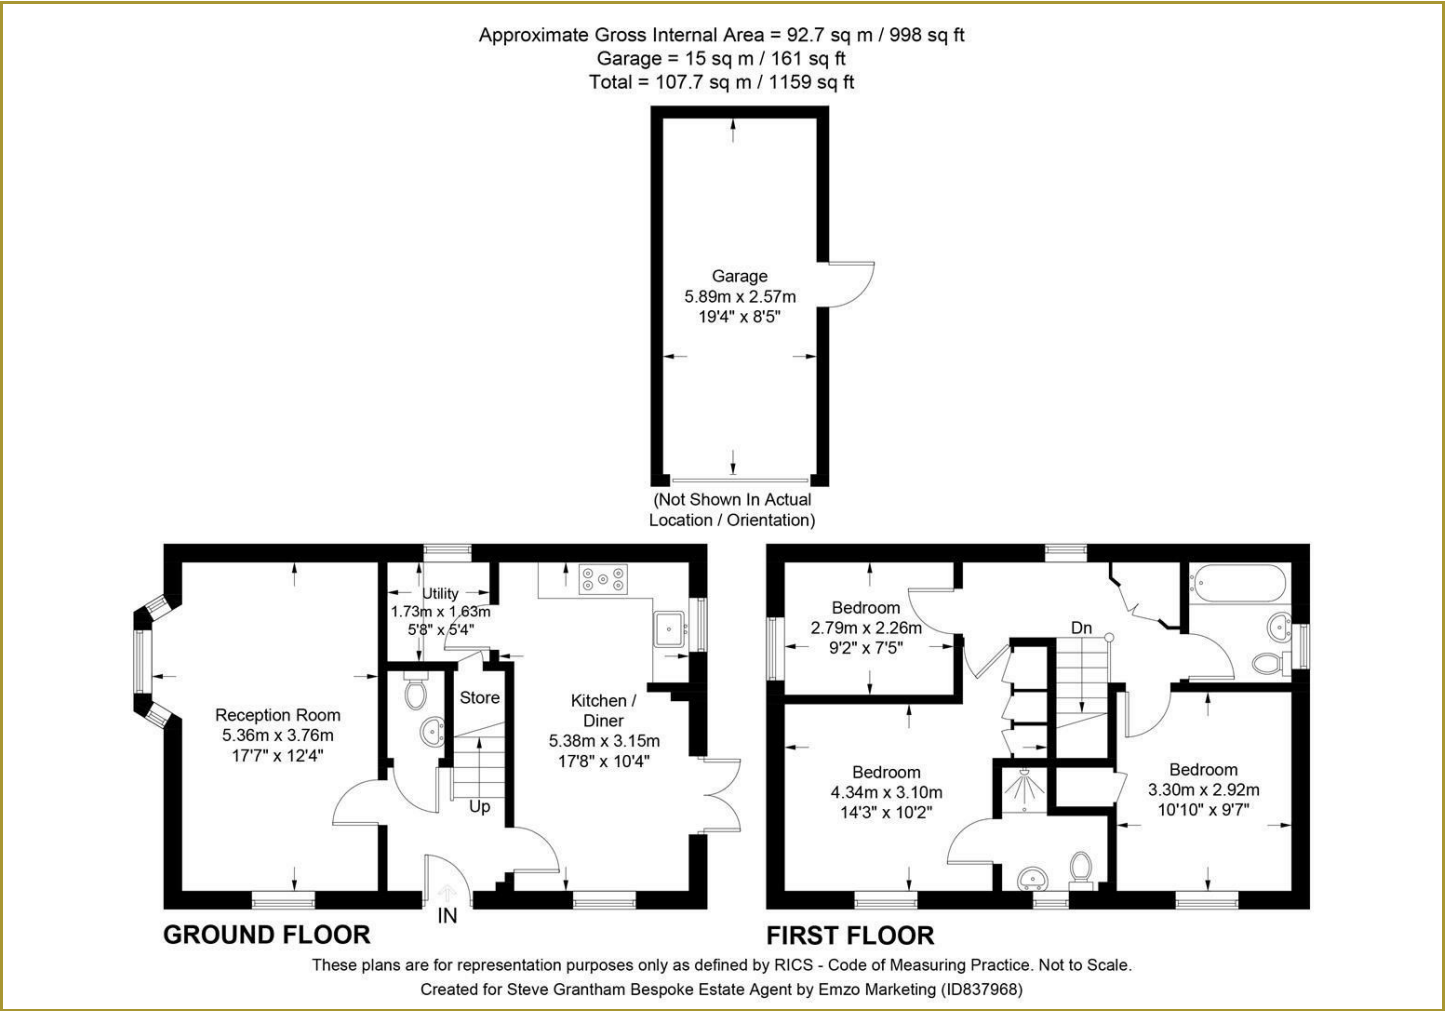 Approximate Gross Internal Area = 92.7 sq m / 998 sq ft
Garage = 15 sq m / 161 sq ft
Total = 107.7 sq m / 1159 sq ft
Garage
5.89m x 2.57m
19'4" x 8'5"
(Not Shown In Actual
Location / Orientation)
Utility
1.73m x 1.63m
5'8" x 5'4"
Store
Reception Room
5.36m x 3.76m
17'7" x 12'4"
Kitchen /
Diner
5.38m x 3.15m
17'8" x 10'4"
Up
IN
GROUND FLOOR
Bedroom
2.79m x 2.26m
9'2" x 7'5"
Dn
Bedroom
4.34m x 3.10m
14'3" x 10'2"
Bedroom
3.30m x 2.92m
10'10" x 9'7"
FIRST FLOOR
These plans are for representation purposes only as defined by RICS - Code of Measuring Practice. Not to Scale.
Created for Steve Grantham Bespoke Estate Agent by Emzo Marketing (ID837968)